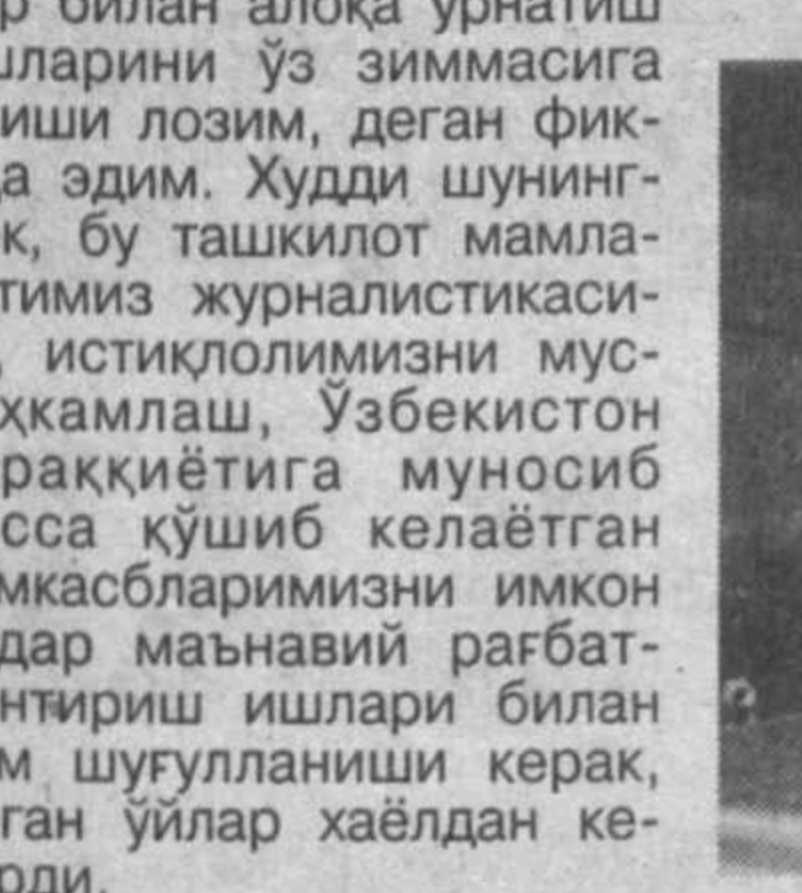 билан алоқа ўрнатиш
ўз зиммасига
лозим, деган фик-
эдим. Худди шунинг-
бу ташкилот мамла-
тимиз журналистикаси-
истиқлолимизни мус-
ҳкамлаш, Ўзбекистон
раққиётига муносиб
сса қўшиб келаётган
мкасбларимизни имкон
дар маънавий рағбат-
нтириш ишлари билан
м шуғулланиши керак,
ган ўйлар хаёлдан ке-